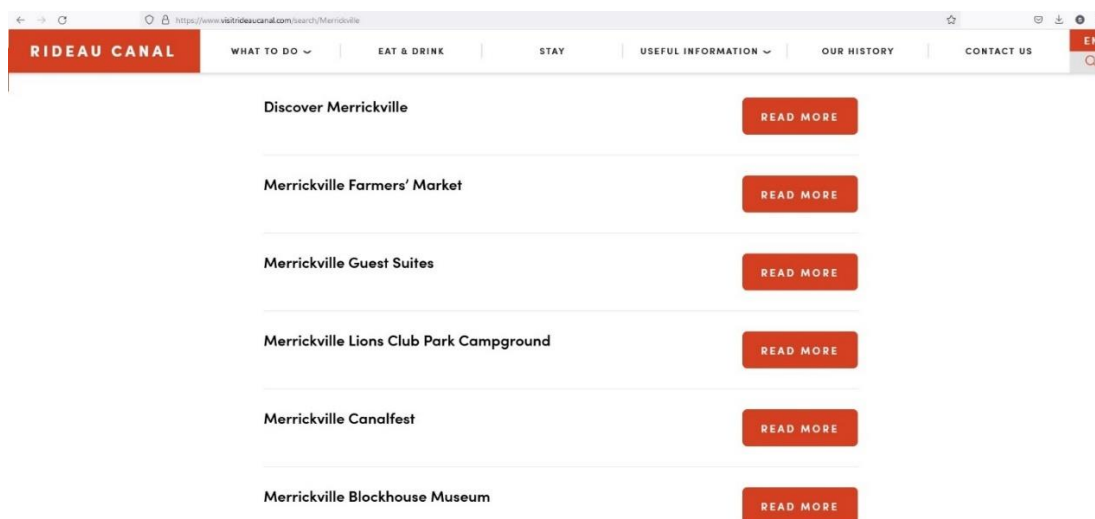 https://www.visitrideaucanal.com/search/Merrickville
RIDEAU CANAL WHAT TO DO EAT & DRINK STAY USEFUL INFORMATION OUR HISTORY CONTACT US
Discover Merrickville READ MORE
Merrickville Farmers’ Market READ MORE
Merrickville Guest Suites READ MORE
Merrickville Lions Club Park Campground READ MORE
Merrickville Canalfest READ MORE
Merrickville Blockhouse Museum READ MORE